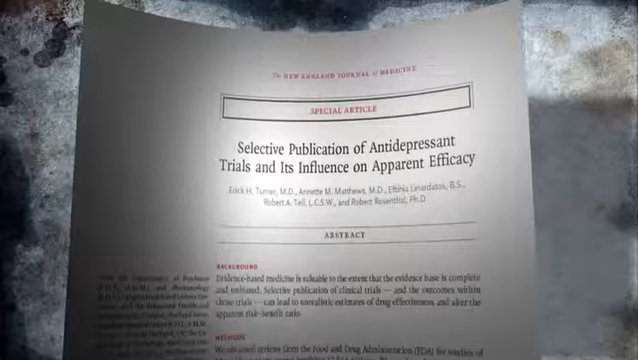 The NEW ENGLAND JOURNAL of MEDICINE
SPECIAL ARTICLE
Selective Publication of Antidepressant
Trials and Its Influence on Apparent Efficacy
Erick H. Turner, M.D., Annette M. Matthews, M.D., Eftihia Linardatos, B.S.,
Robert A. Tell, L.C.S.W., and Robert Rosenthal, Ph.D.
ABSTRACT
BACKGROUND
Evidence-based medicine is valuable to the extent that the evidence base is complete
and unbiased. Selective publication of clinical trials — and the outcomes within
those trials — can lead to unrealistic estimates of drug effectiveness and alter the
apparent risk–benefit ratio.
METHODS
We obtained reviews from the Food and Drug Administration (FDA) for studies of